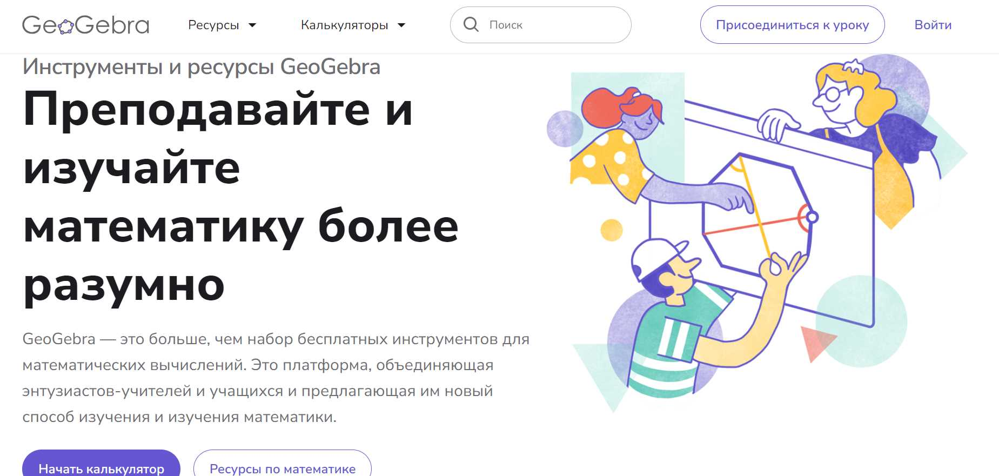 GeoGebra
Ресурсы
Калькуляторы
Поиск
Присоединиться к уроку
Войти
Инструменты и ресурсы GeoGebra
Преподавайте и
изучайте
математику более
разумно
GeoGebra — это больше, чем набор бесплатных инструментов для
математических вычислений. Это платформа, объединяющая
энтузиастов-учителей и учащихся и предлагающая им новый
способ изучения и изучения математики.
Начать калькулятор
Ресурсы по математике